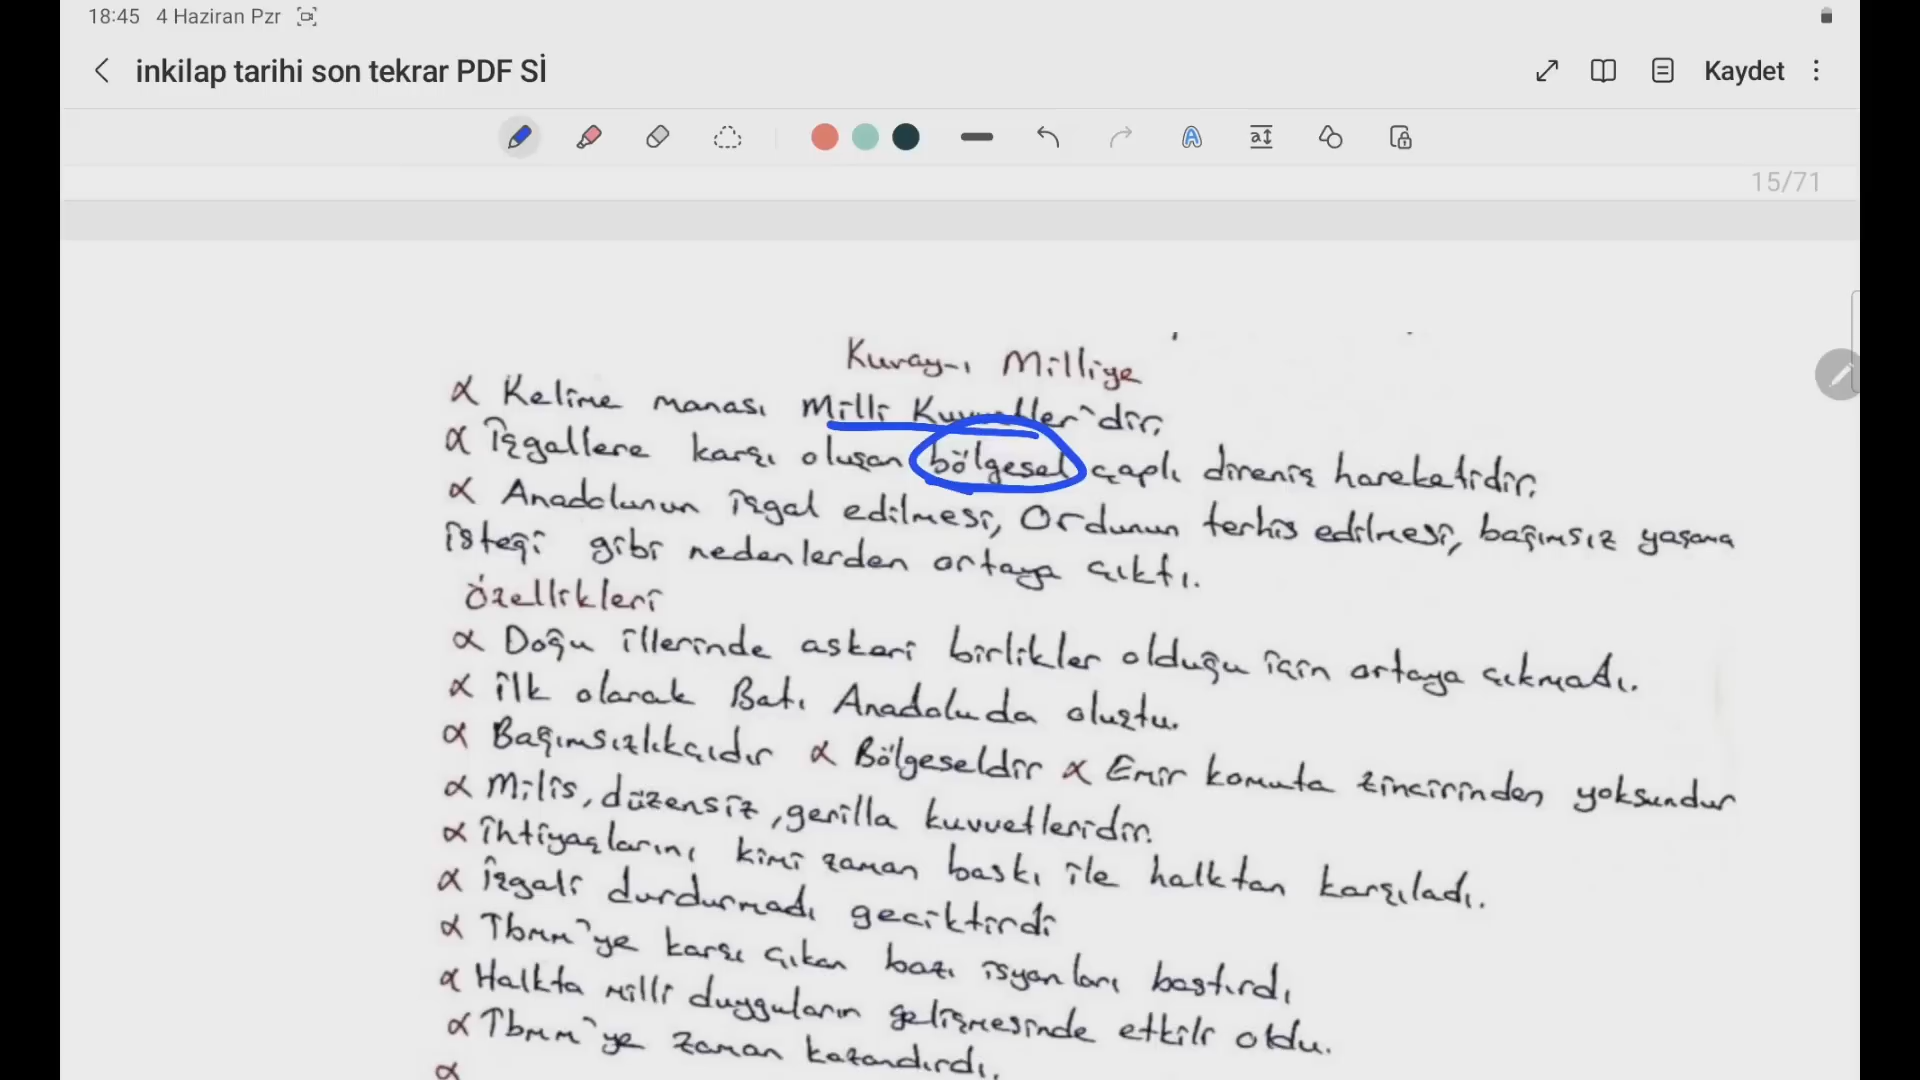 18:45 4 Haziran Pzr
inkilap tarihi son tekrar PDF Sİ
Kaydet
15/71
Kuray-ı Milliye
α Kelime manası Milli Kuvvetler'dir.
α İşgallere karşı oluşan bölgesel çaplı direniş hareketidir.
α Anadolunun işgal edilmesi, Ordunun terhis edilmesi, bağımsız yaşama
isteği gibi nedenlerden ortaya çıktı.
Özellikleri
α Doğu illerinde askeri birlikler olduğu için ortaya çıkmadı.
α ilk olarak Batı Anadoluda oluştu.
α Bağımsızlıkçıdır α Bölgeseldir α Emir komuta zincirinden yoksundur
α Milis, düzensiz, gerilla kuvvetleridir.
α ihtiyaçlarını kimi zaman baskı ile halktan karşıladı.
α İşgali durdurmadı geciktirdi
α Tbmm'ye karşı çıkan bazı isyanları bastırdı
α Halkta milli duyguların gelişmesinde etkili oldu.
α Tbmm'ye zaman kazandırdı.
α